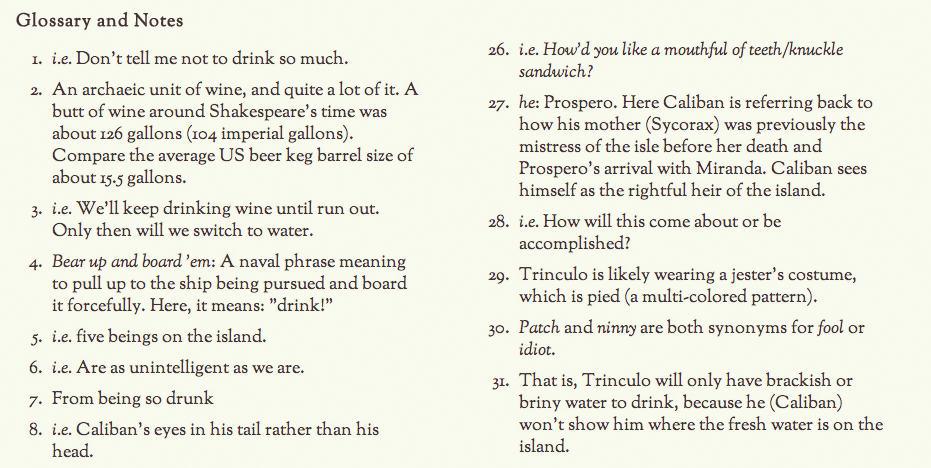 Glossary and Notes
1. i.e. Don't tell me not to drink so much.
2. An archaeic unit of wine, and quite a lot of it. A
butt of wine around Shakespeare's time was
about 126 gallons (104 imperial gallons).
Compare the average US beer keg barrel size of
about 15.5 gallons.
3. i.e. We'll keep drinking wine until run out.
Only then will we switch to water.
4. Bear up and board 'em: A naval phrase meaning
to pull up to the ship being pursued and board
it forcefully. Here, it means: "drink!"
5. i.e. five beings on the island.
6. i.e. Are as unintelligent as we are.
7. From being so drunk
8. i.e. Caliban's eyes in his tail rather than his
head.
26. i.e. How'd you like a mouthful of teeth/knuckle
sandwich?
27. he: Prospero. Here Caliban is referring back to
how his mother (Sycorax) was previously the
mistress of the isle before her death and
Prospero's arrival with Miranda. Caliban sees
himself as the rightful heir of the island.
28. i.e. How will this come about or be
accomplished?
29. Trinculo is likely wearing a jester's costume,
which is pied (a multi-colored pattern).
30. Patch and ninny are both synonyms for fool or
idiot.
31. That is, Trinculo will only have brackish or
briny water to drink, because he (Caliban)
won't show him where the fresh water is on the
island.